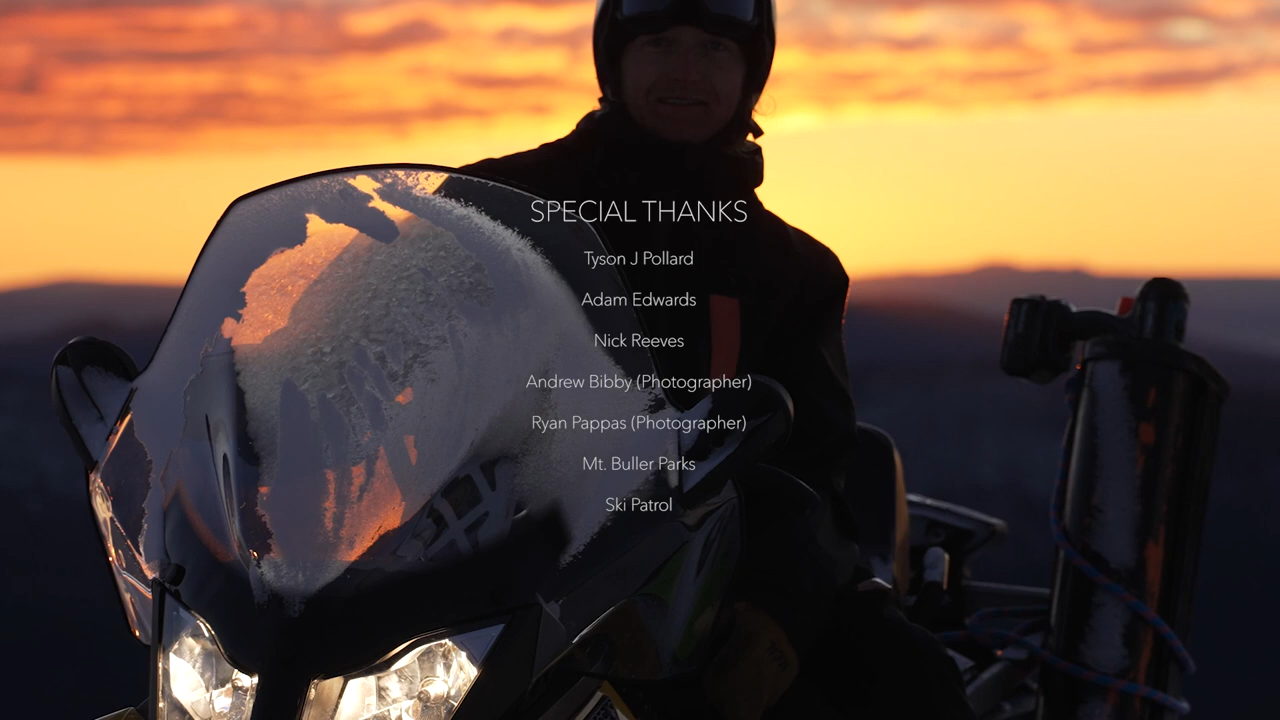 SPECIAL THANKS
Tyson J Pollard
Adam Edwards
Nick Reeves
Andrew Bibby (Photographer)
Ryan Pappas (Photographer)
Mt. Buller Parks
Ski Patrol